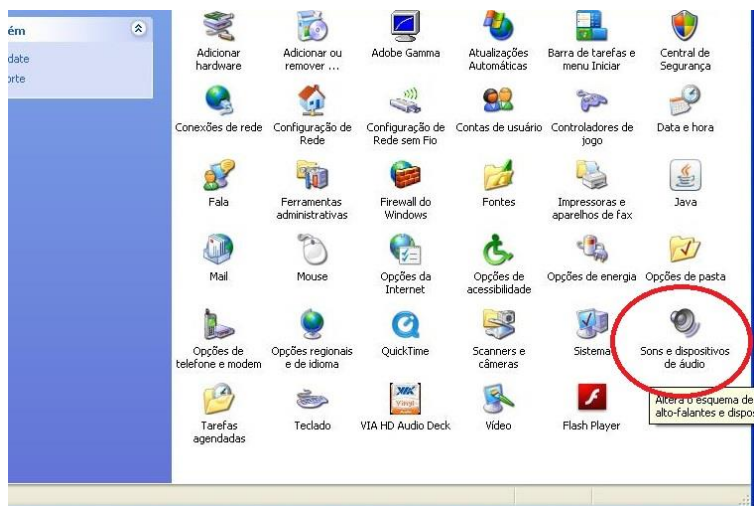 ém
date
orte
Adicionar
hardware
Adicionar ou
remover ...
Adobe Gamma
Atualizações
Automáticas
Barra de tarefas e
menu Iniciar
Central de
Segurança
Conexões de rede
Configuração de
Rede
Configuração de
Rede sem Fio
Contas de usuário
Controladores de
jogo
Data e hora
Fala
Ferramentas
administrativas
Firewall do
Windows
Fontes
Impressoras e
aparelhos de fax
Java
Mail
Mouse
Opções da
Internet
Opções de
acessibilidade
Opções de energia
Opções de pasta
Opções de
telefone e modem
Opções regionais
e de idioma
QuickTime
Scanners e
câmeras
Sistema
Sons e dispositivos
de áudio
Tarefas
agendadas
Teclado
VIA
Vinyl
VIA HD Audio Deck
Vídeo
Flash Player
Altera o esquema de
alto-falantes e dispos